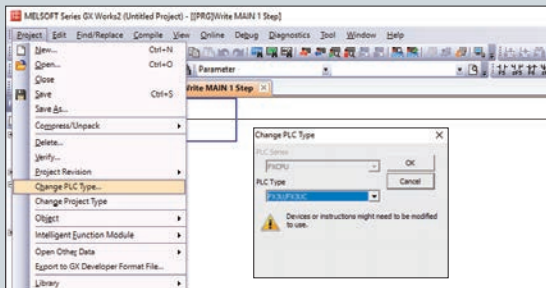 MELSOFT Series GX Works2 (Untitled Project) - [[PRG]Write MAIN 1 Step]
Project Edit Find/Replace Compile View Online Debug Diagnostics Tool Window Help
New... Ctrl+N
Open... Ctrl+O
Close
Save Ctrl+S
Save As...
Compress/Unpack
Delete...
Verify...
Project Revision
Change PLC Type...
Change Project Type
Object
Intelligent Function Module
Open Other Data
Export to GX Developer Format File...
Library
Parameter
Write MAIN 1 Step
Change PLC Type
PLC Series
FXCPU
PLC Type
FX3U/FX3UC
OK
Cancel
Devices or instructions might need to be modified
to use.